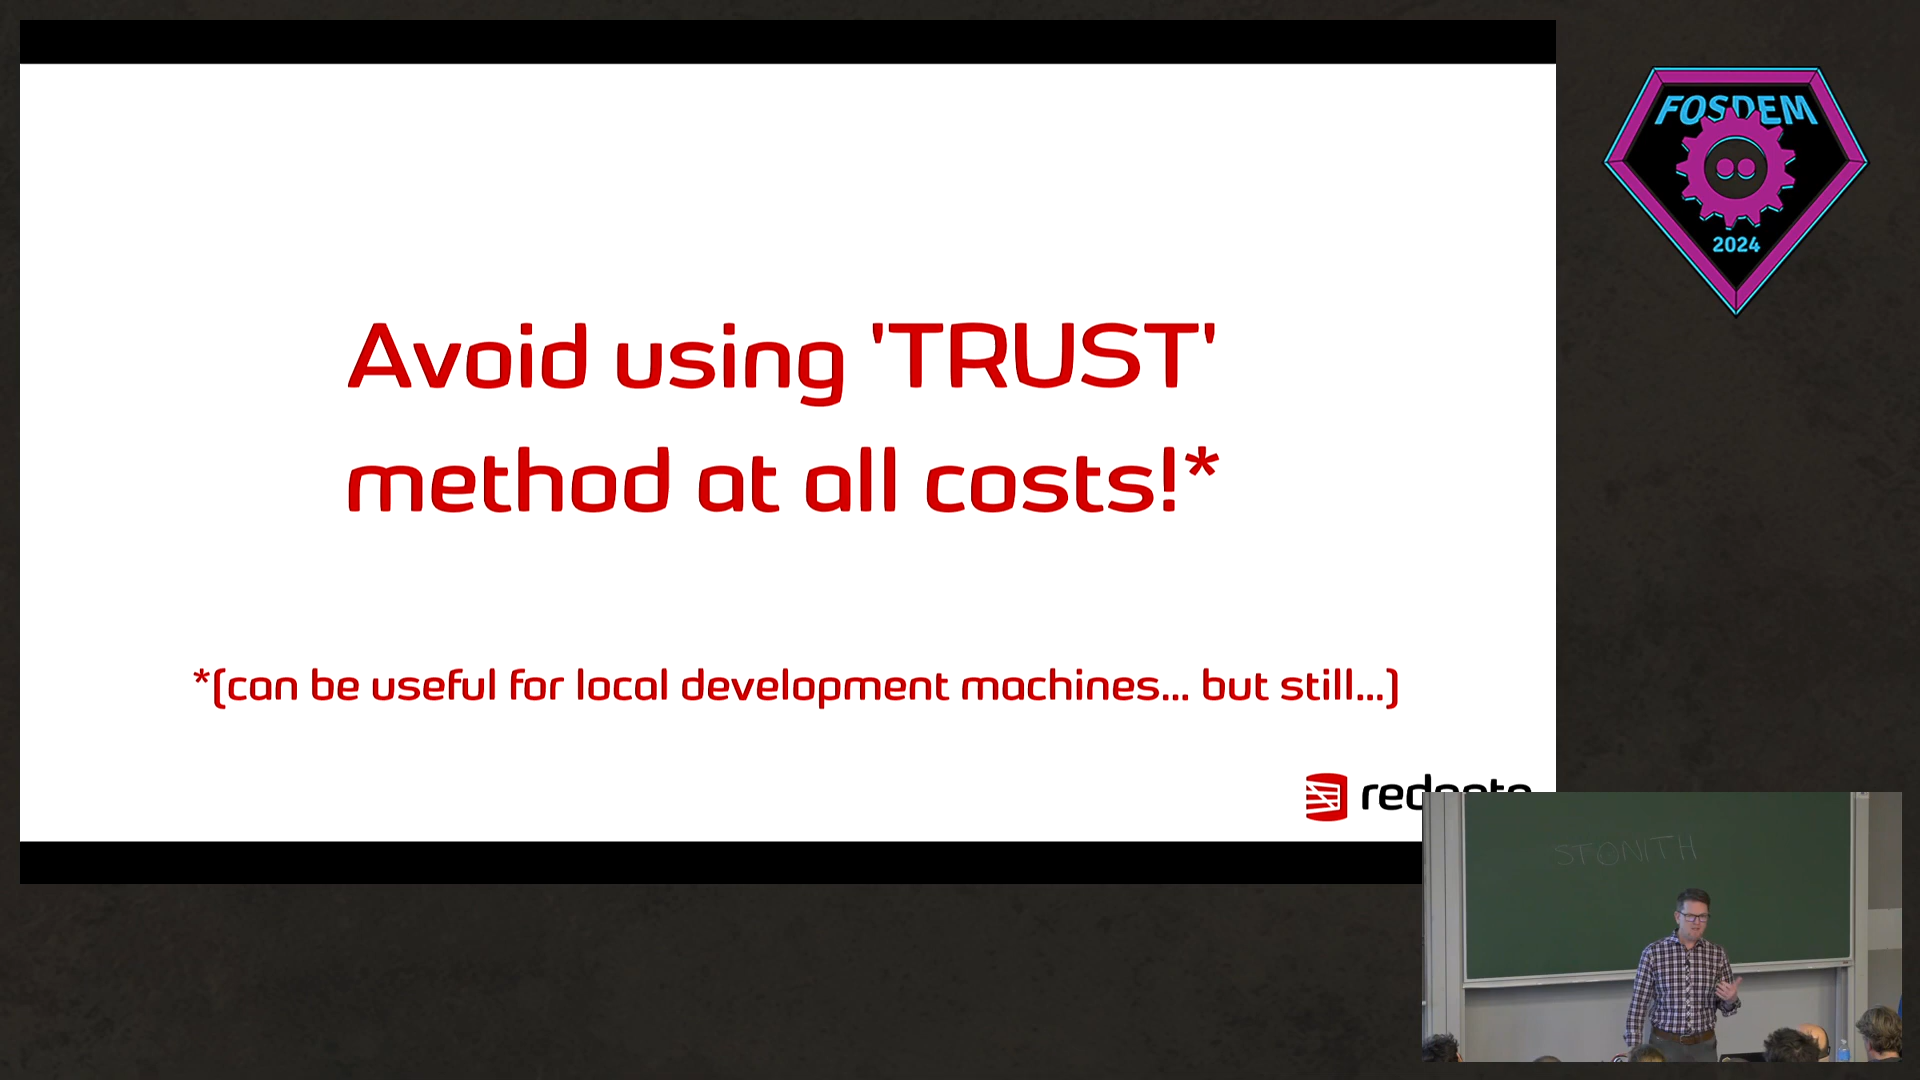 Avoid using 'TRUST'
method at all costs!*
*(can be useful for local development machines... but still...)
FOSDEM
2024
STONITH